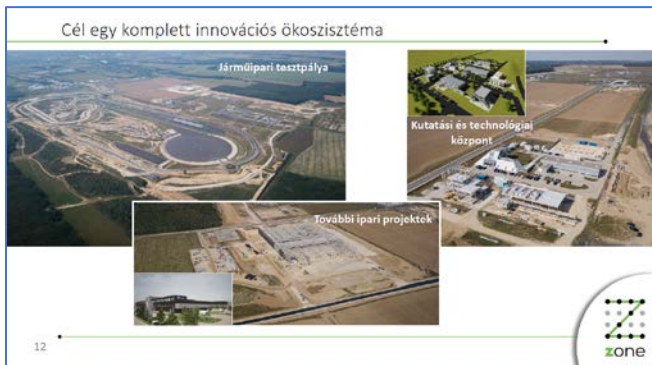 Cél egy komplett innovációs ökoszisztéma
Járműipari tesztpálya
Kutatási és technológiai
központ
További ipari projektek
12
zone